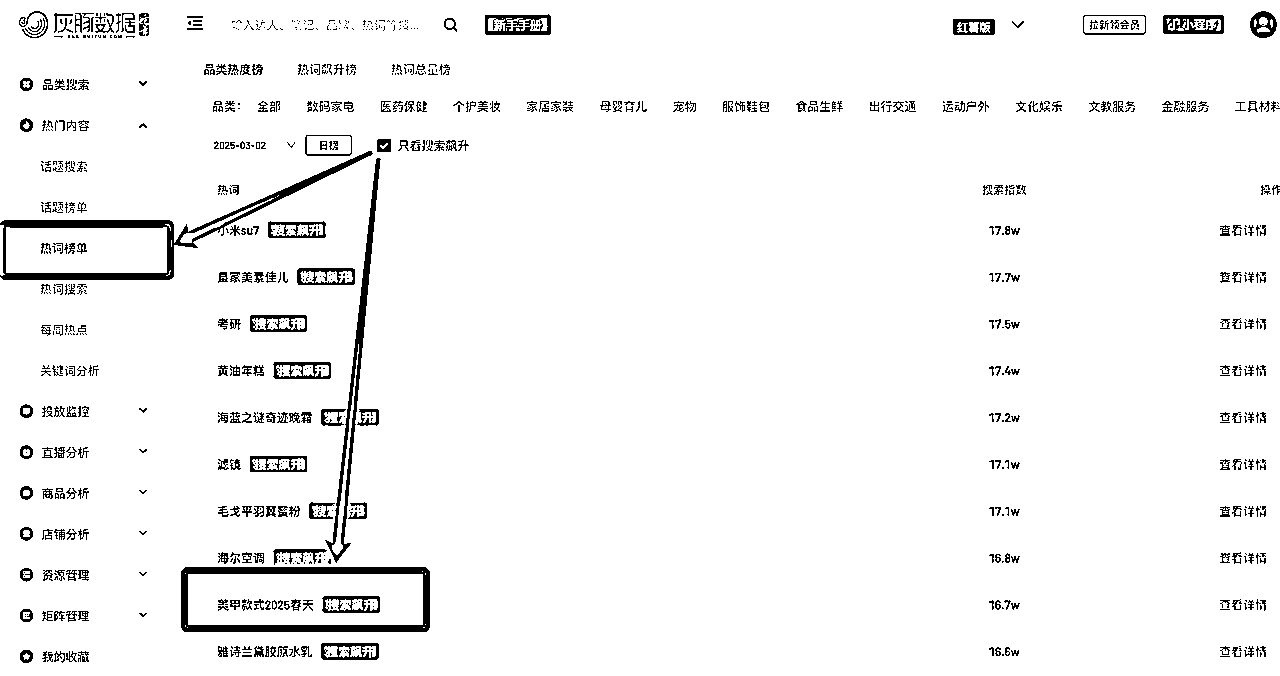 灰豚数据
输入达人、笔记、品牌、热词等搜...
新手手册
红薯版
拉新领会员
品类搜索
热门内容
话题搜索
话题榜单
热词榜单
热词搜索
每周热点
关键词分析
投放监控
直播分析
商品分析
店铺分析
资源管理
矩阵管理
我的收藏
品类热度榜 热词飙升榜 热词总量榜
品类： 全部 数码家电 医药保健 个护美妆 家居家装 母婴育儿 宠物 服饰鞋包 食品生鲜 出行交通 运动户外 文化娱乐 文教服务 金融服务 工具材料
2025-03-02 日榜 只看搜索飙升
热词 搜索指数 操作
小米su7 搜索飙升 17.8w 查看详情
皇家美素佳儿 搜索飙升 17.7w 查看详情
考研 搜索飙升 17.5w 查看详情
黄油年糕 搜索飙升 17.4w 查看详情
海蓝之谜奇迹晚霜 搜索飙升 17.2w 查看详情
滤镜 搜索飙升 17.1w 查看详情
毛戈平羽翼蜜粉 搜索飙升 17.1w 查看详情
海尔空调 搜索飙升 16.8w 查看详情
美甲款式2025春天 搜索飙升 16.7w 查看详情
雅诗兰黛胶原水乳 搜索飙升 16.6w 查看详情